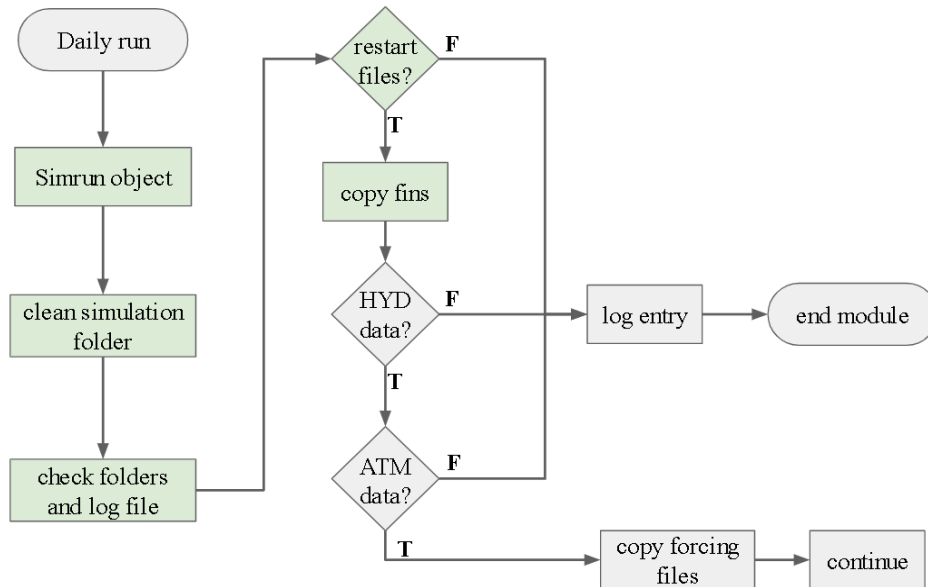 Daily run
Simrun object
clean simulation
folder
check folders
and log file
restart
files?
F
T
copy fins
HYD
data?
F
T
log entry
end module
ATM
data?
F
T
copy forcing
files
continue